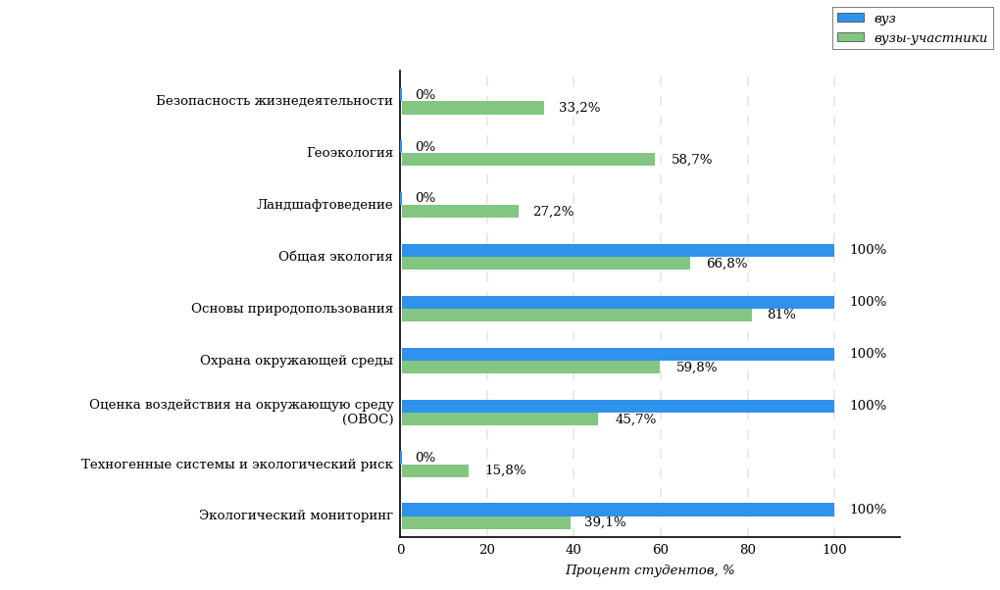 вуз
вузы-участники
Безопасность жизнедеятельности
0%
33,2%
Геоэкология
0%
58,7%
Ландшафтоведение
0%
27,2%
Общая экология
100%
66,8%
Основы природопользования
100%
81%
Охрана окружающей среды
100%
59,8%
Оценка воздействия на окружающую среду
(ОВОС)
100%
45,7%
Техногенные системы и экологический риск
0%
15,8%
Экологический мониторинг
100%
39,1%
0 20 40 60 80 100
Процент студентов, %